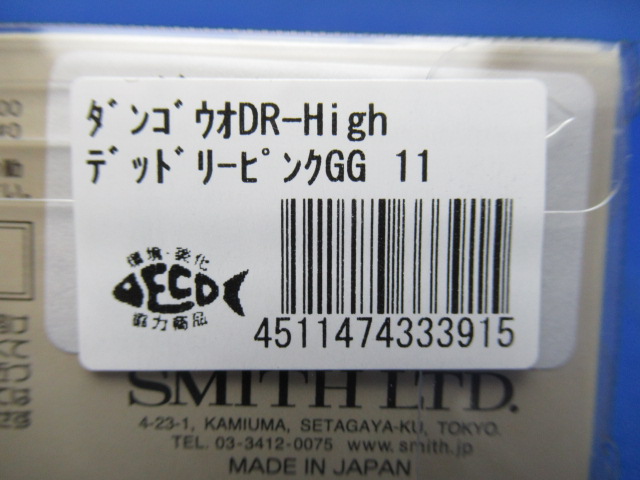 ﾀﾞﾝｺﾞｳｵDR-High
ﾃﾞｯﾄﾞﾘｰﾋﾟﾝｸGG 11
環境・美化
ECO
協力商品
4511474333915
SMITH LTD.
4-23-1, KAMIUMA, SETAGAYA-KU, TOKYO.
TEL. 03-3412-0075 www.smith.jp
MADE IN JAPAN